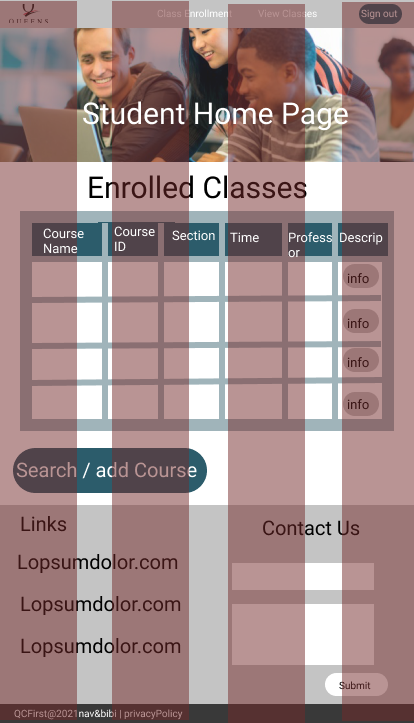 QUEENS
Class Enrollment View Classes Sign out
Student Home Page
Enrolled Classes
Course Name Course ID Section Time Professor Descrip
info
info
info
info
Search / add Course
Links
Contact Us
Lopsumdolor.com
Lopsumdolor.com
Lopsumdolor.com
Submit
QCFirst@2021nav&bibi | privacyPolicy